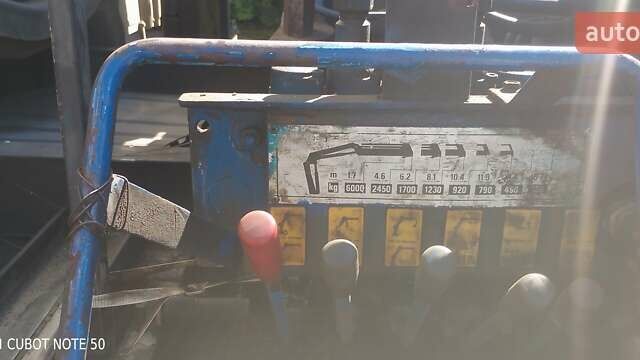 auto
m 1.7 4.6 6.2 8.1 10.4 11.9
kg 6000 2450 1700 1230 920 790
CUBOT NOTE 50